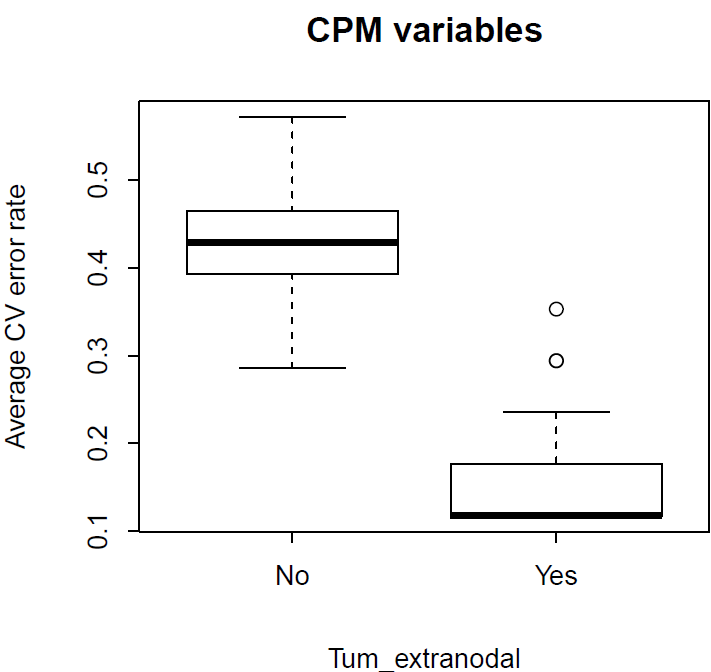 CPM variables
Average CV error rate
0.5
0.4
0.3
0.2
0.1
No Yes
Tum_extranodal